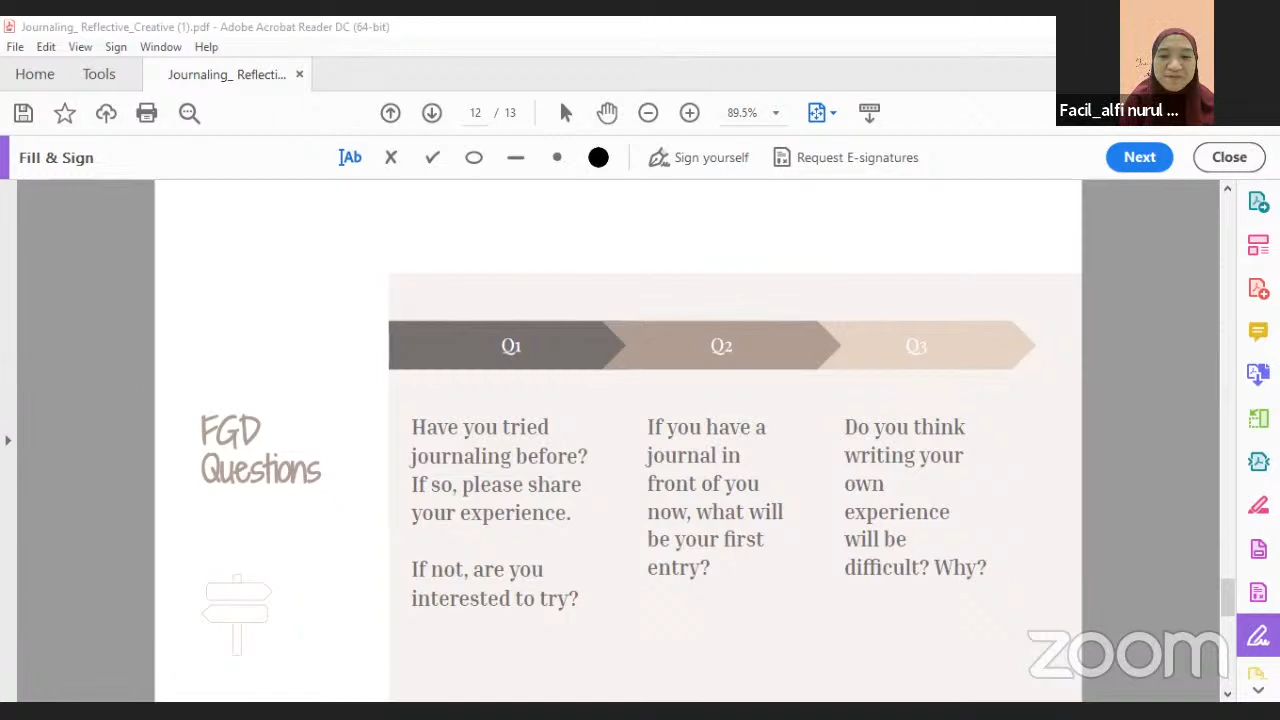 Journaling_ Reflective_Creative (1).pdf - Adobe Acrobat Reader DC (64-bit)
File Edit View Sign Window Help
Home Tools Journaling_ Reflecti... ×
12 / 13 89.5%
Fill & Sign Ab Sign yourself Request E-signatures Next Close
Facil_alfi nurul ...
Q1 Q2 Q3
FGD
Questions
Have you tried
journaling before?
If so, please share
your experience.
If not, are you
interested to try?
If you have a
journal in
front of you
now, what will
be your first
entry?
Do you think
writing your
own
experience
will be
difficult? Why?
zoom